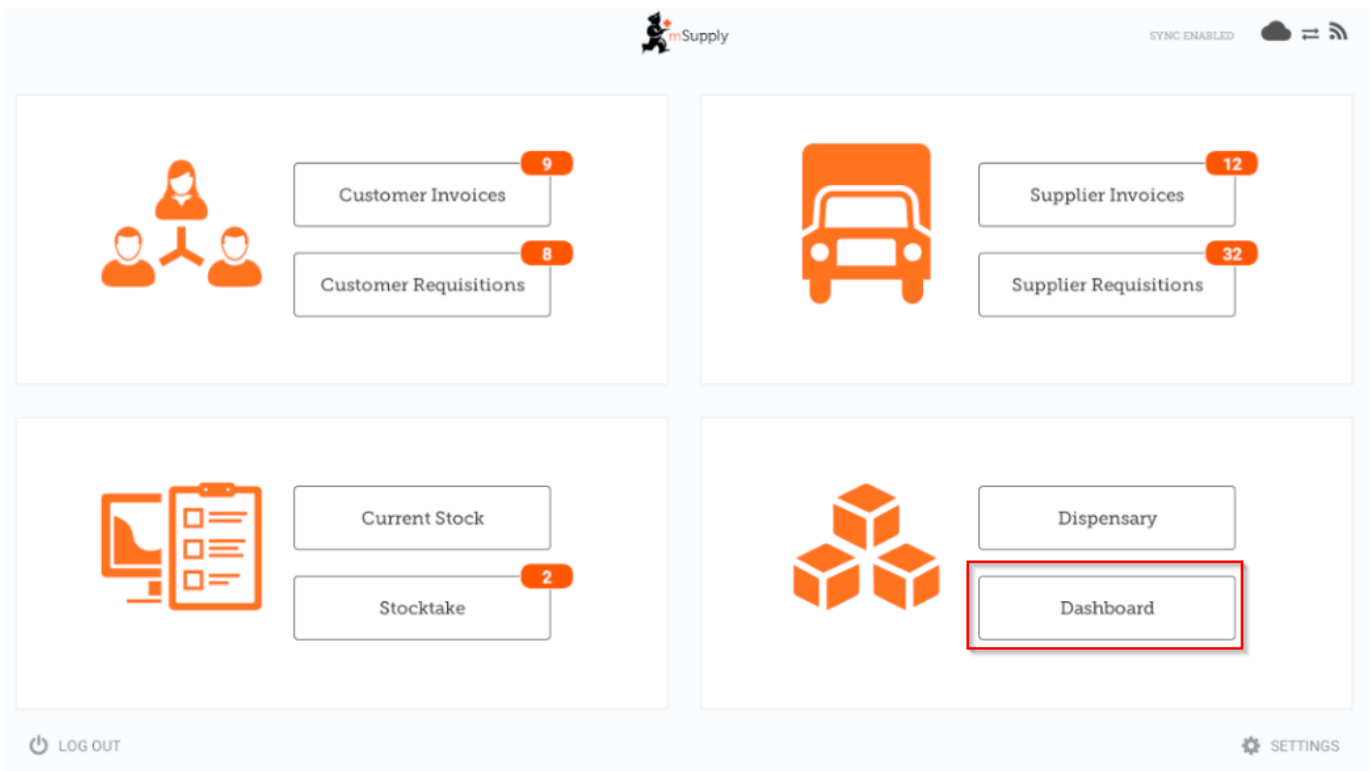 mSupply
SYNC ENABLED
9
Customer Invoices
8
Customer Requisitions
12
Supplier Invoices
32
Supplier Requisitions
Current Stock
2
Stocktake
Dispensary
Dashboard
LOG OUT
SETTINGS